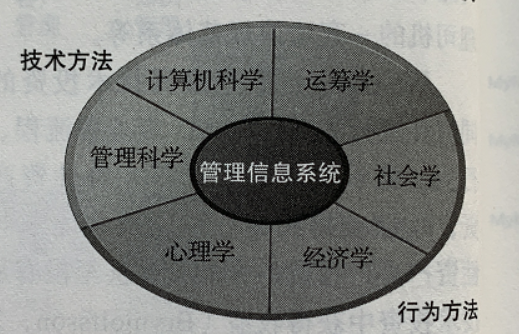 技术方法
计算机科学
运筹学
管理科学
管理信息系统
社会学
心理学
经济学
行为方法